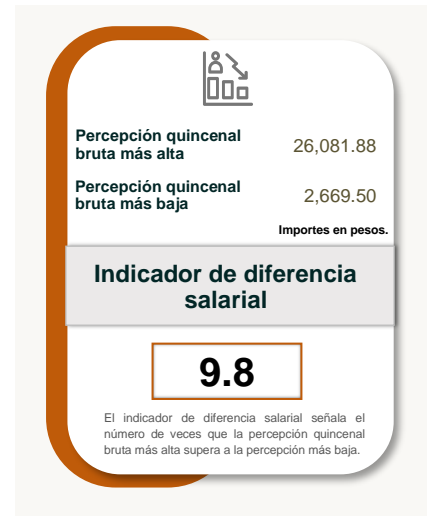 Percepción quincenal
bruta más alta
26,081.88
Percepción quincenal
bruta más baja
2,669.50
Importes en pesos.
Indicador de diferencia
salarial
9.8
El indicador de diferencia salarial señala el
número de veces que la percepción quincenal
bruta más alta supera a la percepción más baja.